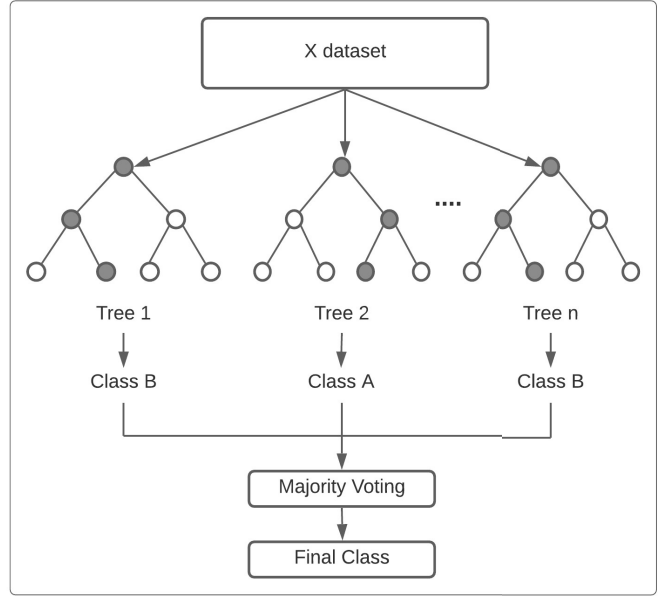 X dataset
....
Tree 1
Tree 2
Tree n
Class B
Class A
Class B
Majority Voting
Final Class